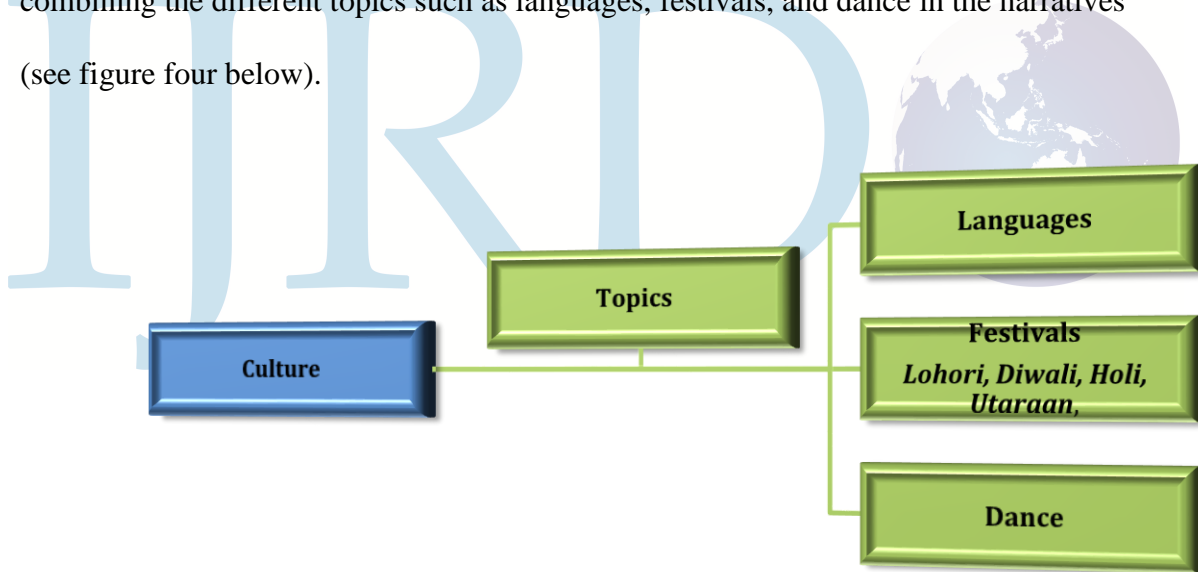 combining the different topics such as languages, festivals, and dance in the narratives
(see figure four below).
IJRD
Languages
Topics
Festivals
Culture
Lohori, Diwali, Holi,
Utaraan,
Dance